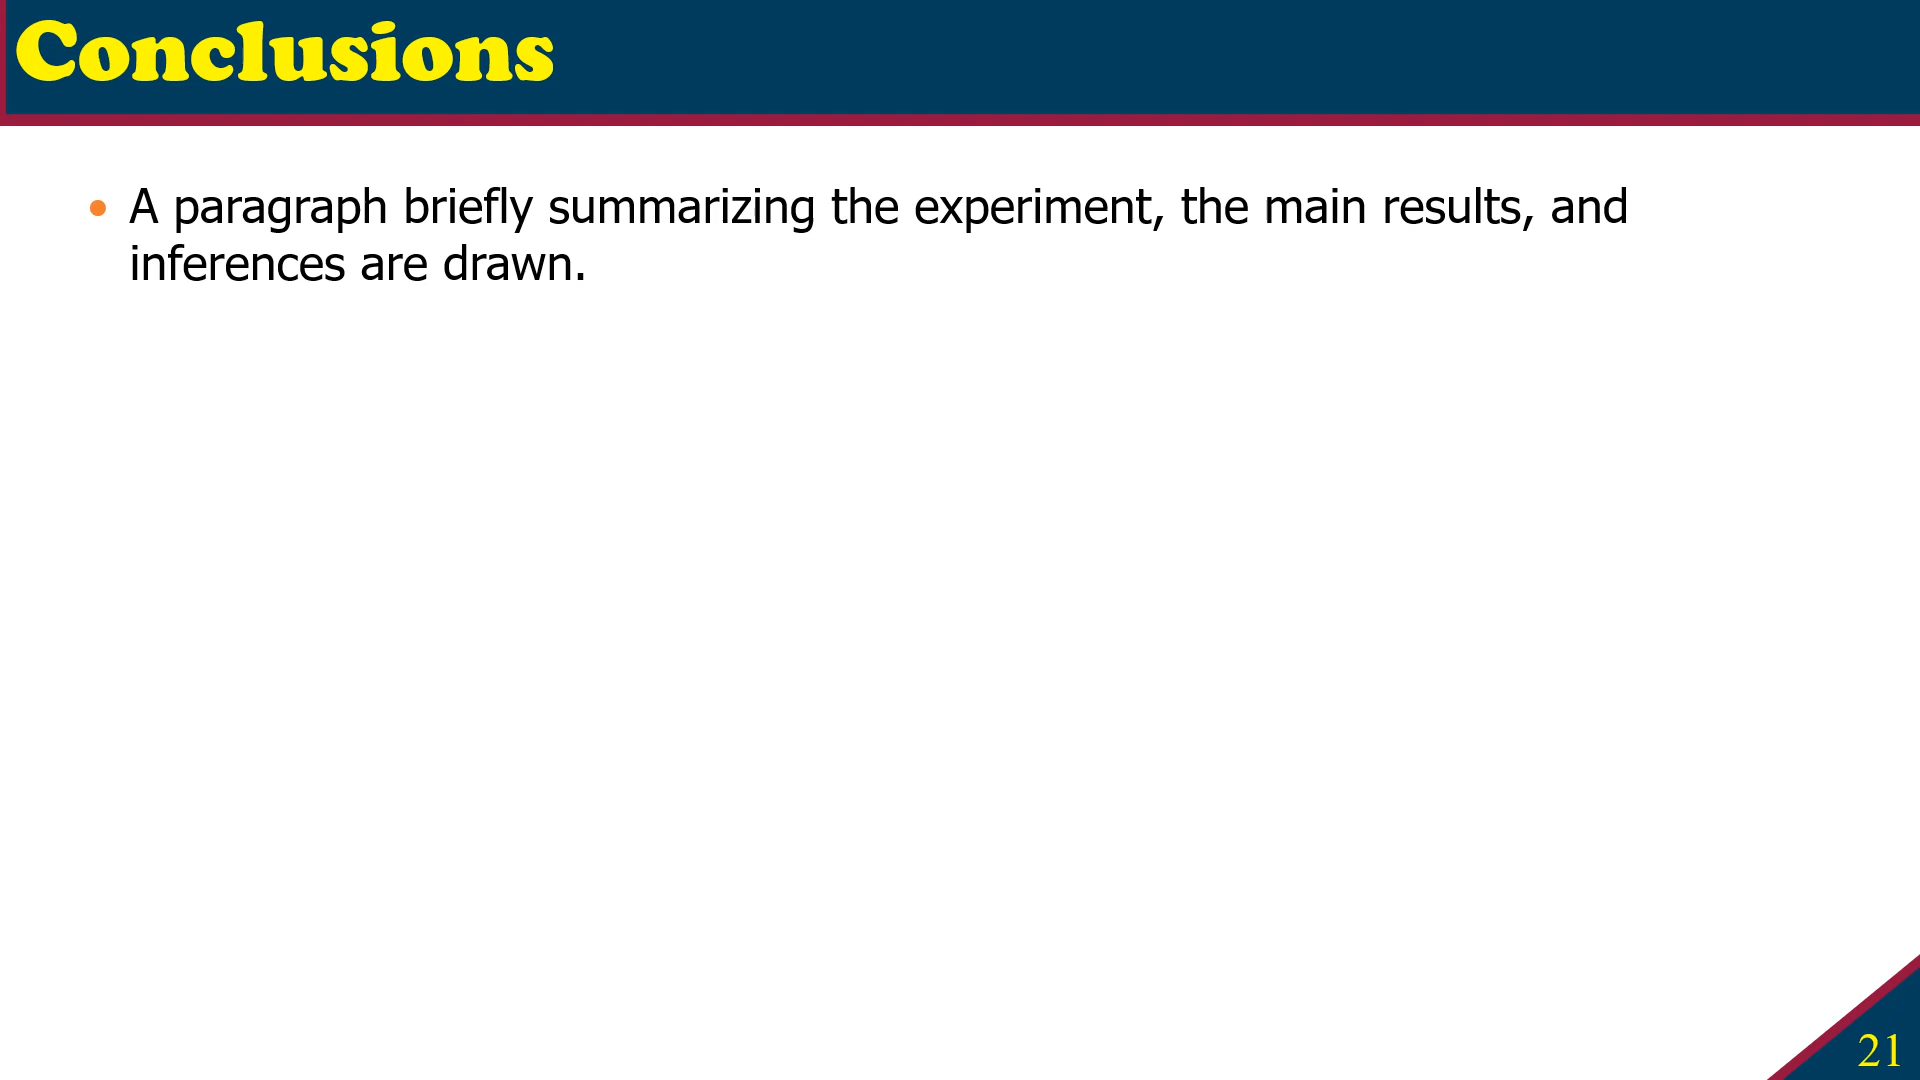 Conclusions
• A paragraph briefly summarizing the experiment, the main results, and
inferences are drawn.
21